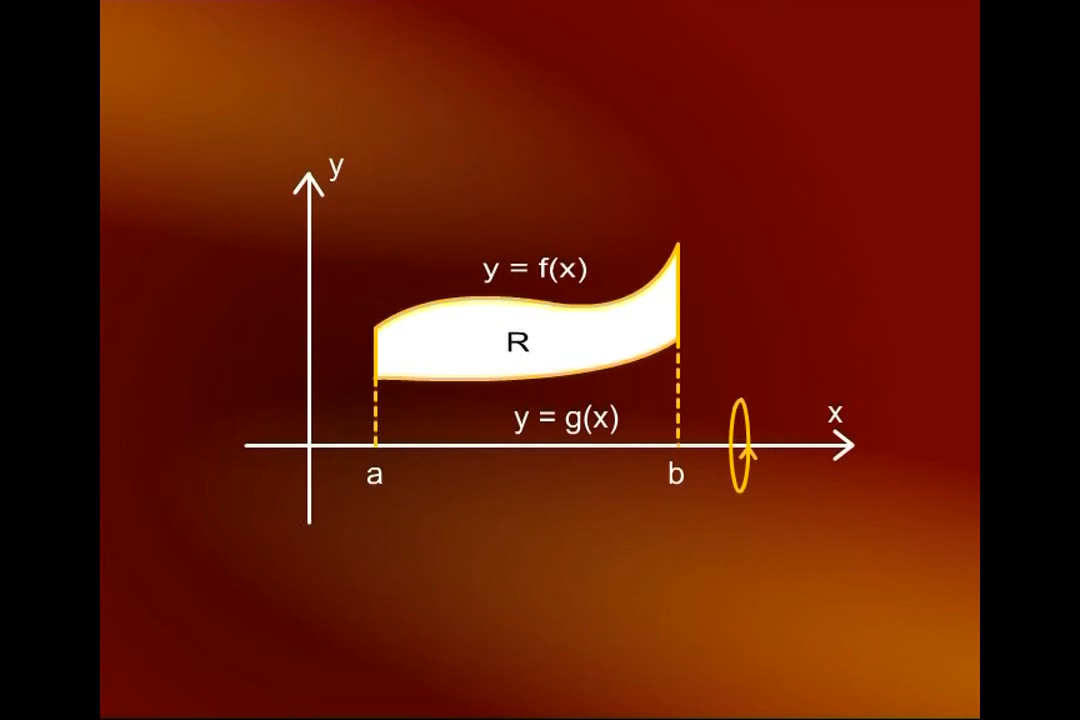 y
y = f(x)
R
y = g(x)
x
a
b